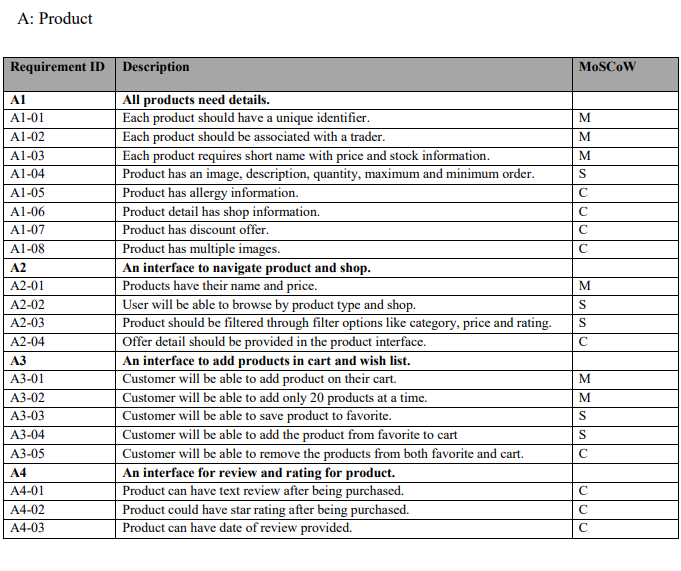 A: Product
Requirement ID Description MoSCoW
A1 All products need details.
A1-01 Each product should have a unique identifier. M
A1-02 Each product should be associated with a trader. M
A1-03 Each product requires short name with price and stock information. M
A1-04 Product has an image, description, quantity, maximum and minimum order. S
A1-05 Product has allergy information. C
A1-06 Product detail has shop information. C
A1-07 Product has discount offer. C
A1-08 Product has multiple images. C
A2 An interface to navigate product and shop.
A2-01 Products have their name and price. M
A2-02 User will be able to browse by product type and shop. S
A2-03 Product should be filtered through filter options like category, price and rating. S
A2-04 Offer detail should be provided in the product interface. C
A3 An interface to add products in cart and wish list.
A3-01 Customer will be able to add product on their cart. M
A3-02 Customer will be able to add only 20 products at a time. M
A3-03 Customer will be able to save product to favorite. S
A3-04 Customer will be able to add the product from favorite to cart S
A3-05 Customer will be able to remove the products from both favorite and cart. C
A4 An interface for review and rating for product.
A4-01 Product can have text review after being purchased. C
A4-02 Product could have star rating after being purchased. C
A4-03 Product can have date of review provided. C